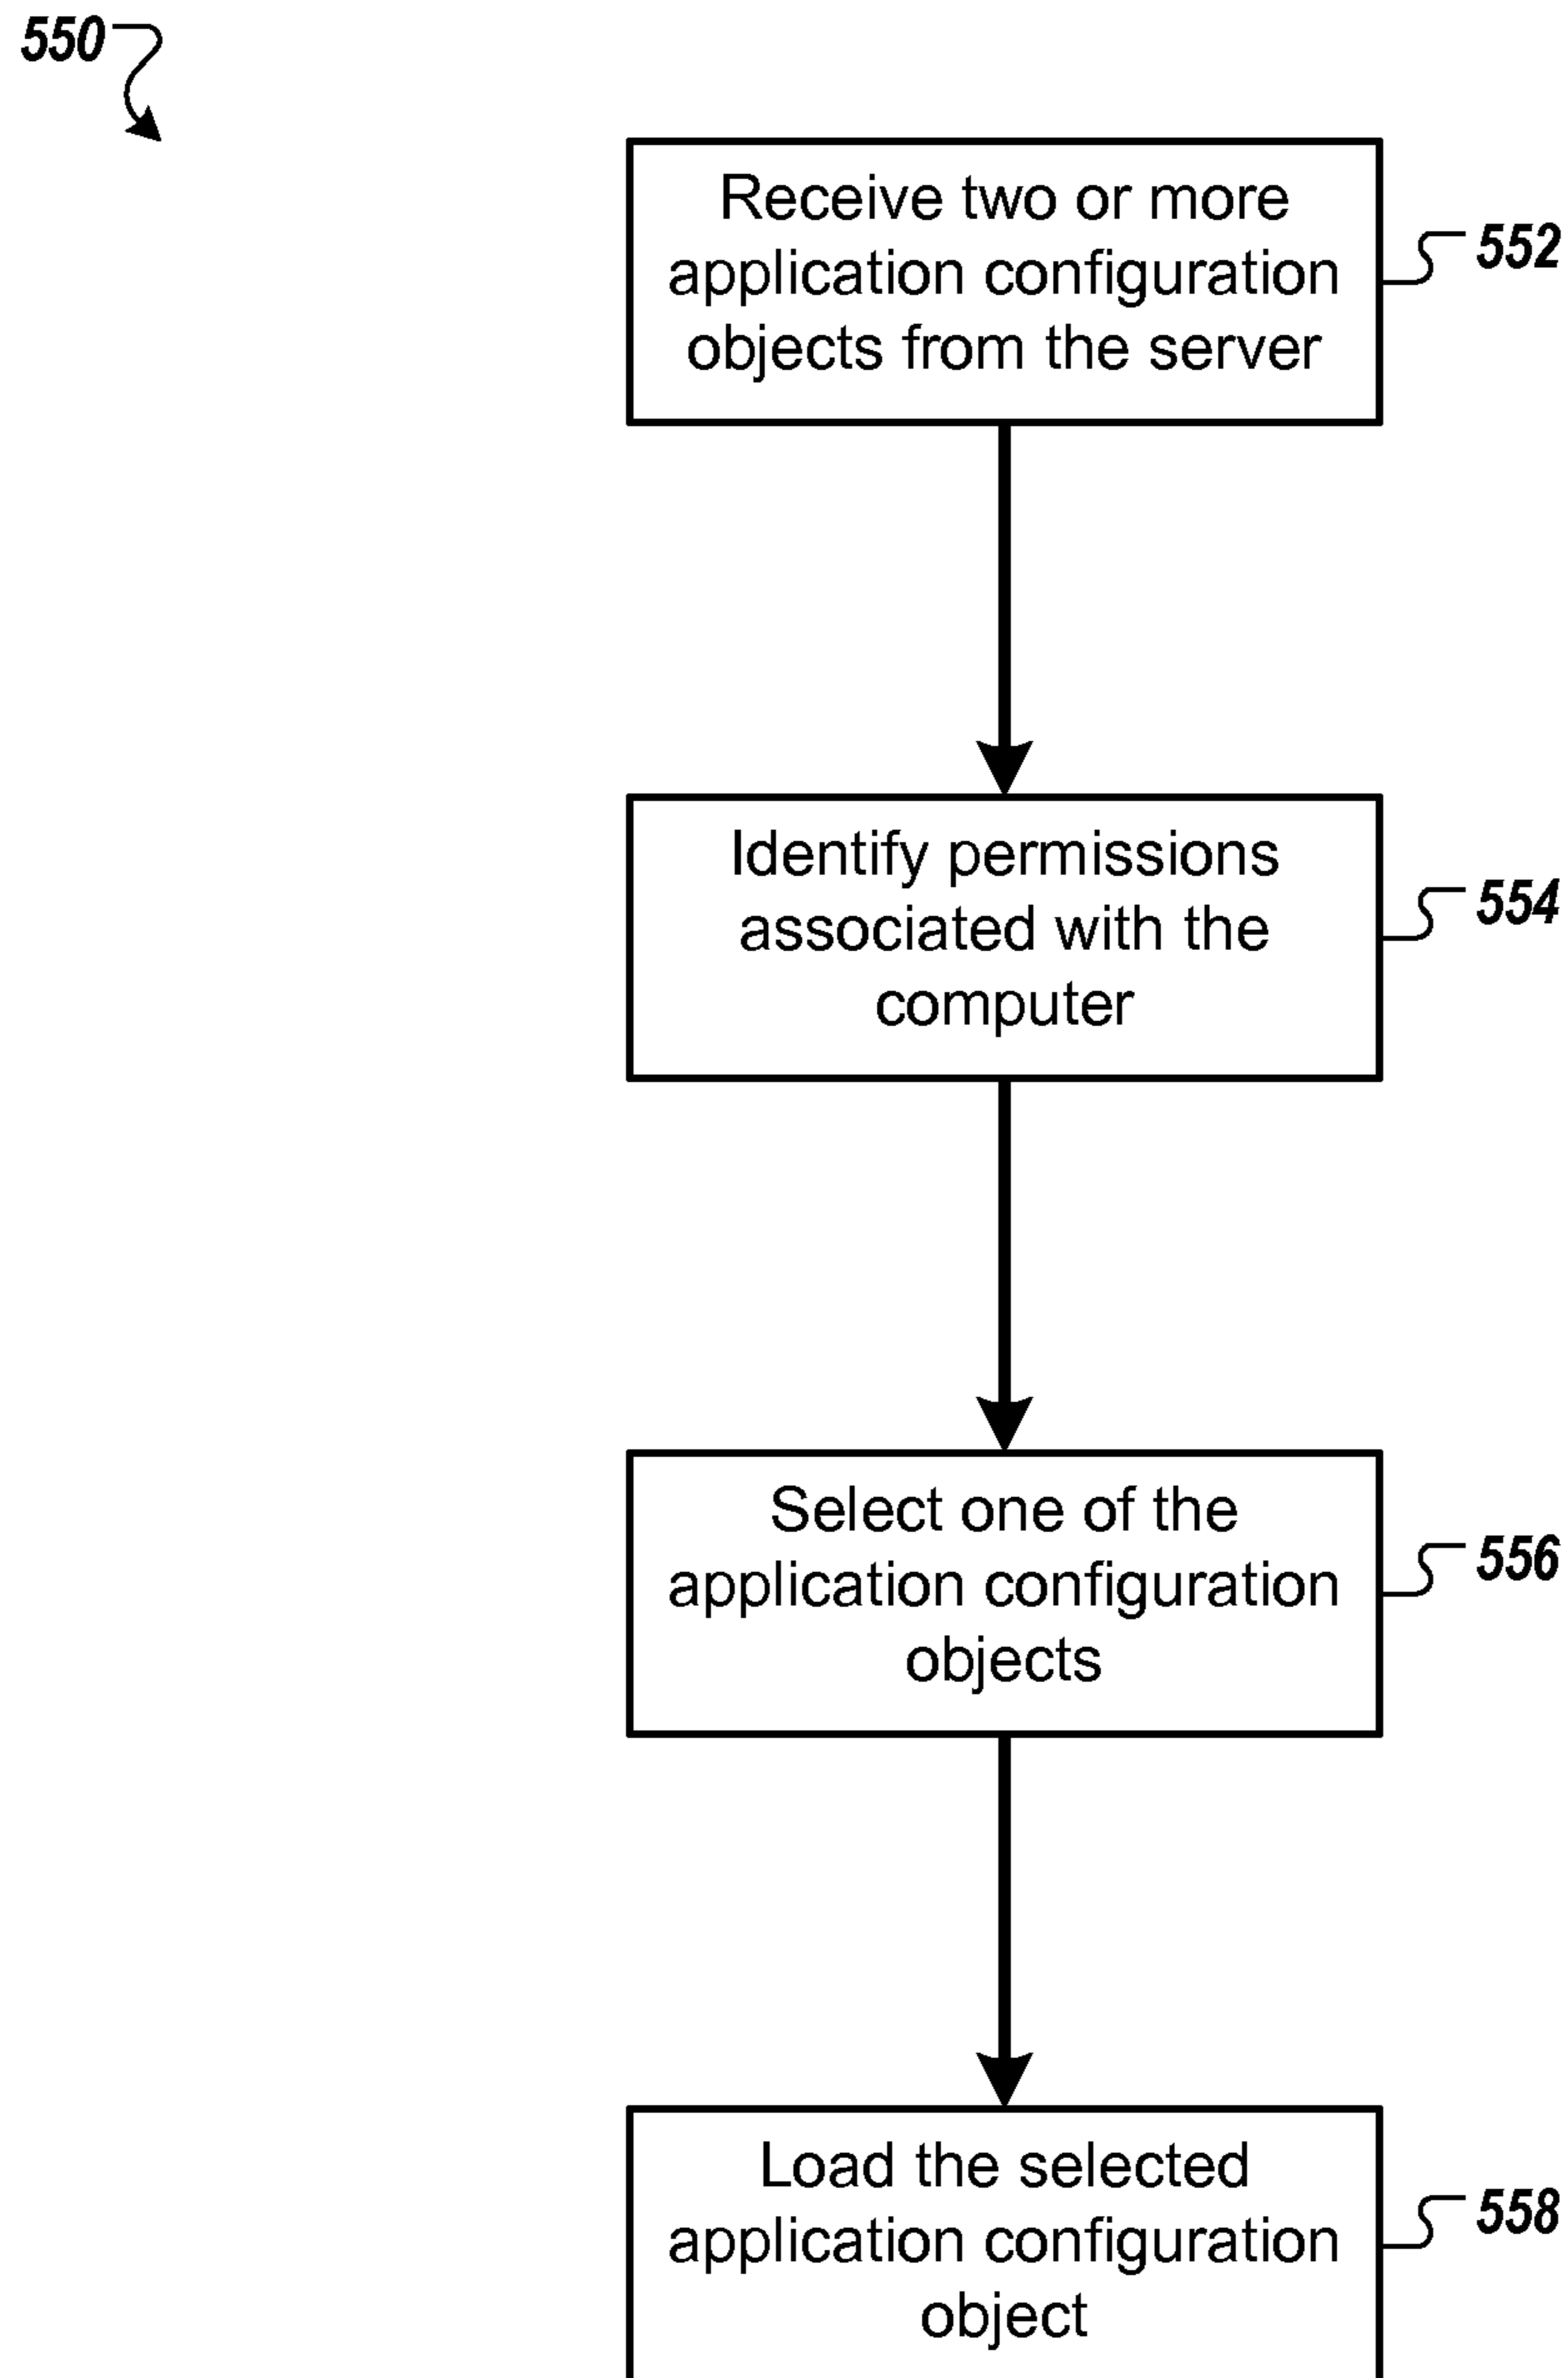 550
Receive two or more
application configuration
objects from the server
552
Identify permissions
associated with the
computer
554
Select one of the
application configuration
objects
556
Load the selected
application configuration
object
558